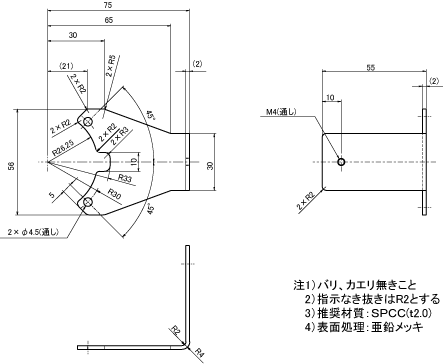 75
65
30
(21)
(2)
2×R2
2×R5
45°
2×R2
2×R2
2×R3
R26.25
56
10
30
R33
R30
5
45°
2×φ4.5(通し)
55
(2)
10
M4(通し)
2×R2
R2
R4
注1)バリ、カエリ無きこと
2)指示なき抜きはR2とする
3)推奨材質:SPCC(t2.0)
4)表面処理:亜鉛メッキ